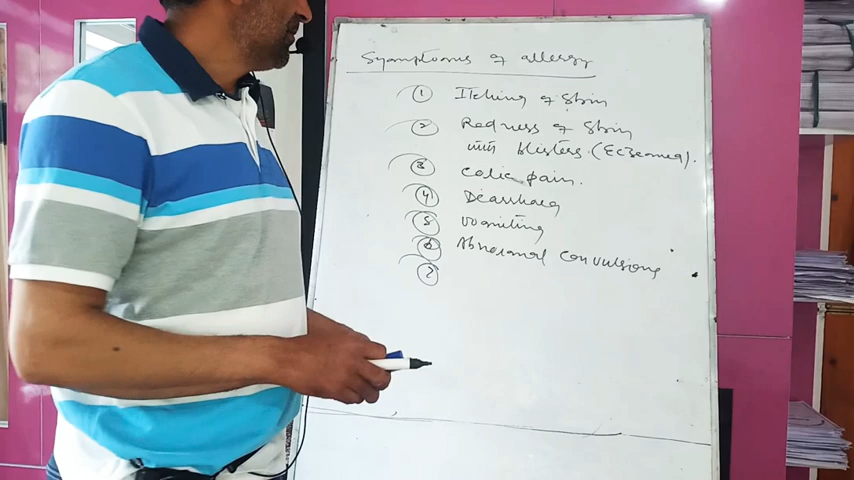 Symptoms of allergy
① Itching of Skin
② Redness of Skin
with blisters. (Eczema).
③ Colic pain.
④ Diarrhoea
⑤ Vomiting
⑥ Abnormal Convulsions
⑦